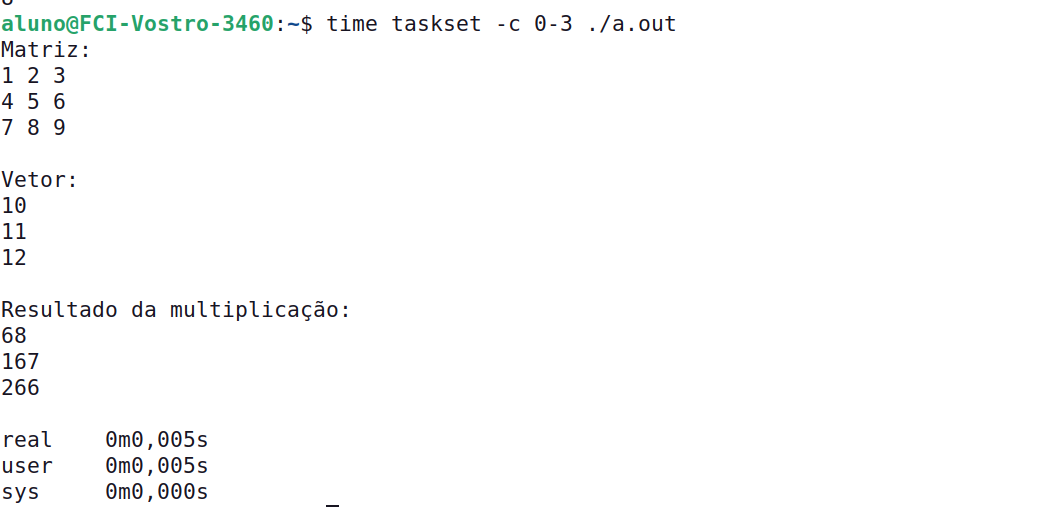 aluno@FCI-Vostro-3460:~$ time taskset -c 0-3 ./a.out
Matriz:
1 2 3
4 5 6
7 8 9
Vetor:
10
11
12
Resultado da multiplicação:
68
167
266
real    0m0,005s
user    0m0,005s
sys     0m0,000s